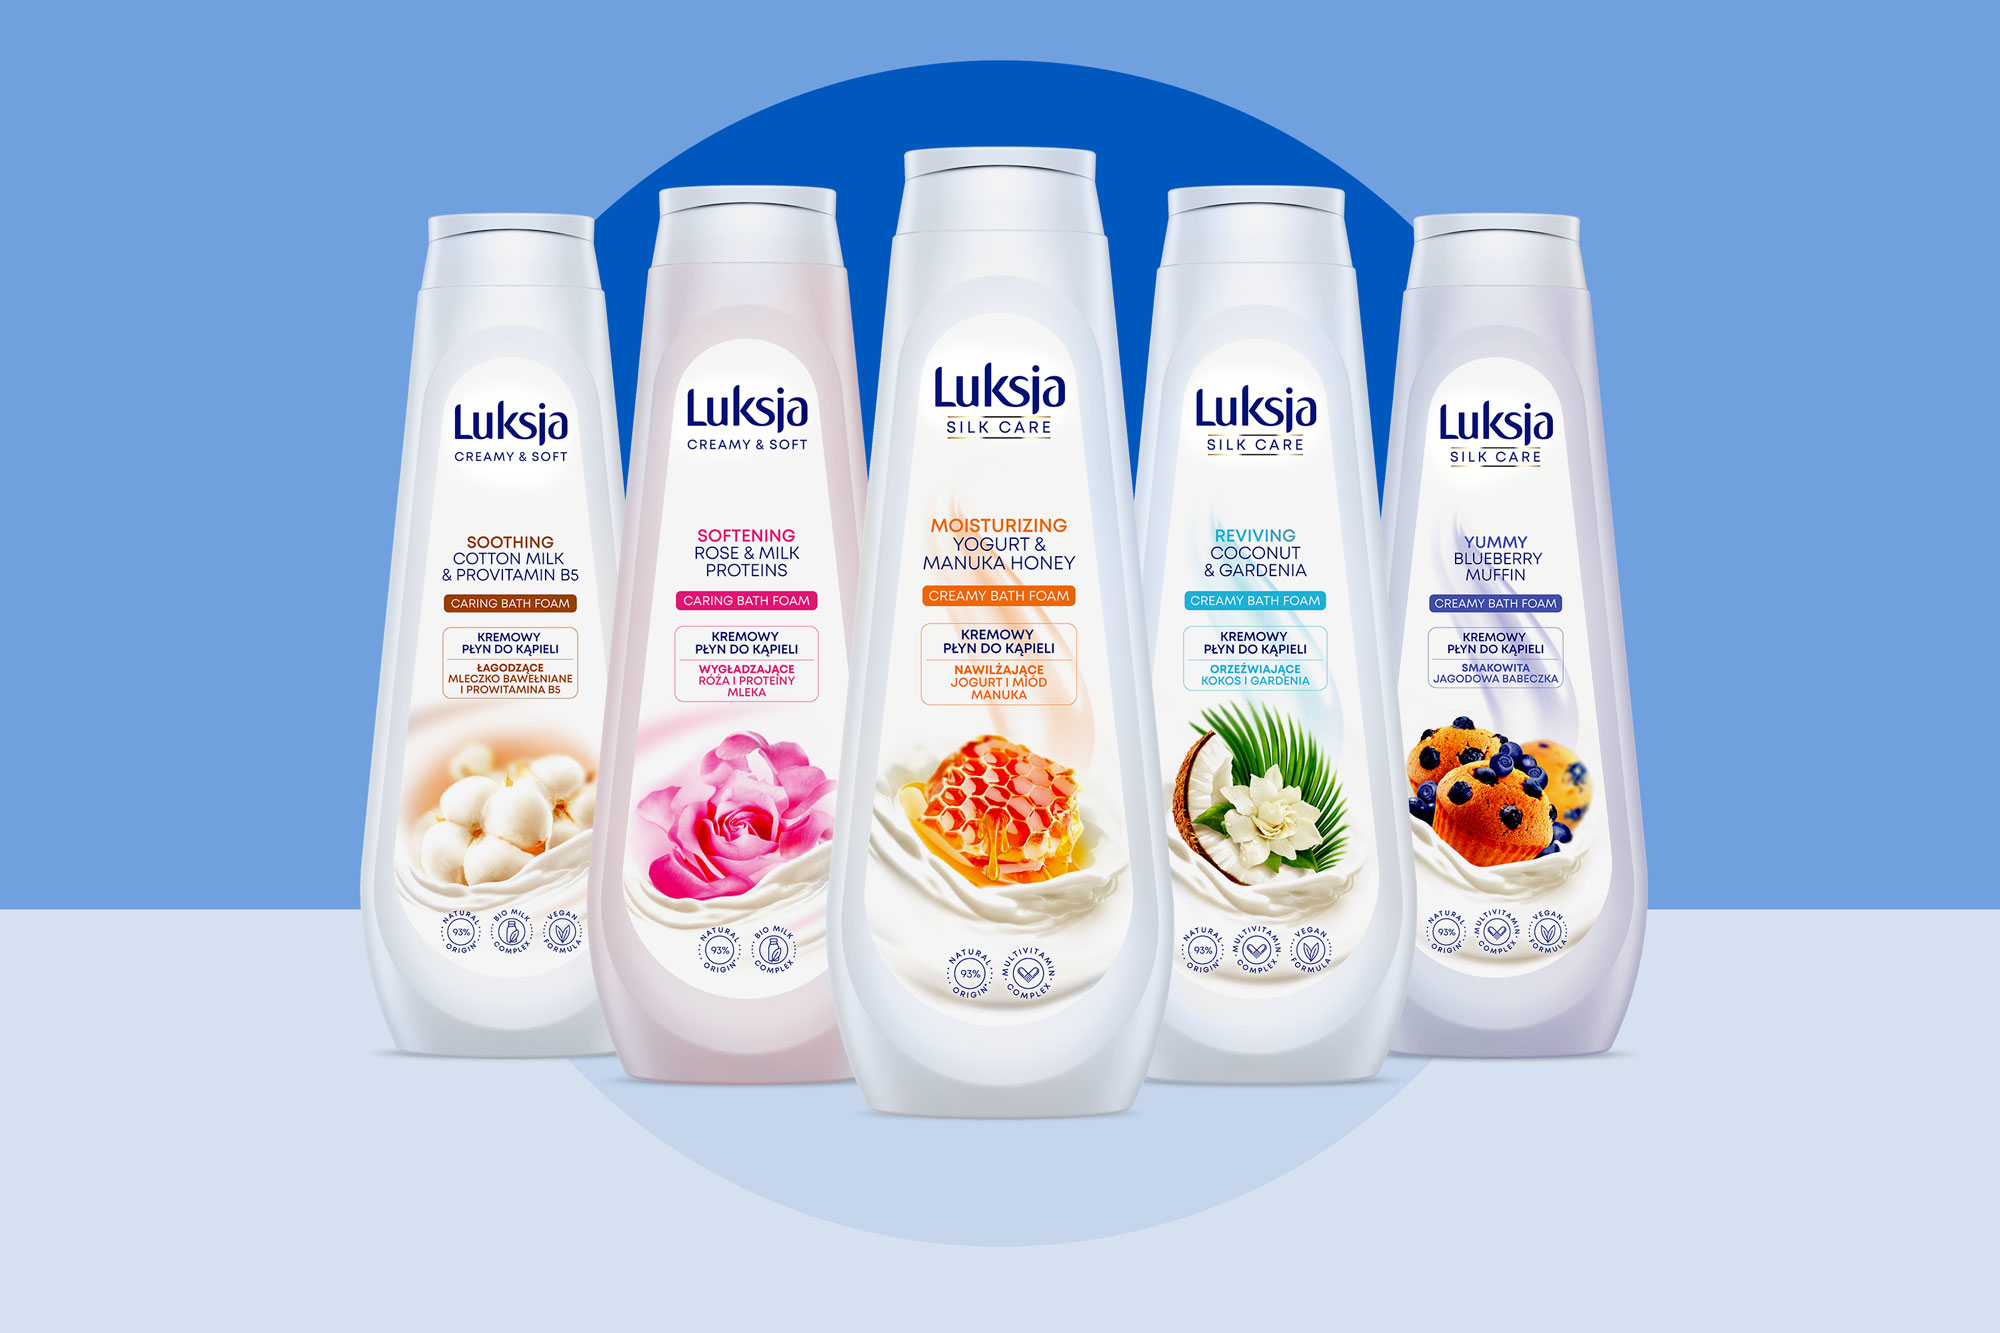 Luksja
CREAMY & SOFT
SOOTHING
COTTON MILK
& PROVITAMIN B5
CARING BATH FOAM
KREMOWY
PŁYN DO KĄPIELI
ŁAGODZĄCE
MLECZKO BAWEŁNIANE
I PROWITAMINA B5
NATURAL
93%
ORIGIN*
BIO MILK
COMPLEX
VEGAN
FORMULA
Luksja
CREAMY & SOFT
SOFTENING
ROSE & MILK
PROTEINS
CARING BATH FOAM
KREMOWY
PŁYN DO KĄPIELI
WYGŁADZAJĄCE
RÓŻA I PROTEINY
MLEKA
NATURAL
93%
ORIGIN*
BIO MILK
COMPLEX
Luksja
SILK CARE
MOISTURIZING
YOGURT &
MANUKA HONEY
CREAMY BATH FOAM
KREMOWY
PŁYN DO KĄPIELI
NAWILŻAJĄCE
JOGURT I MIÓD
MANUKA
NATURAL
93%
ORIGIN*
MULTIVITAMIN
COMPLEX
Luksja
SILK CARE
REVIVING
COCONUT
& GARDENIA
CREAMY BATH FOAM
KREMOWY
PŁYN DO KĄPIELI
ORZEŹWIAJĄCE
KOKOS I GARDENIA
NATURAL
93%
ORIGIN*
MULTIVITAMIN
COMPLEX
VEGAN
FORMULA
Luksja
SILK CARE
YUMMY
BLUEBERRY
MUFFIN
CREAMY BATH FOAM
KREMOWY
PŁYN DO KĄPIELI
SMAKOWITA
JAGODOWA BABECZKA
NATURAL
93%
ORIGIN*
MULTIVITAMIN
COMPLEX
VEGAN
FORMULA